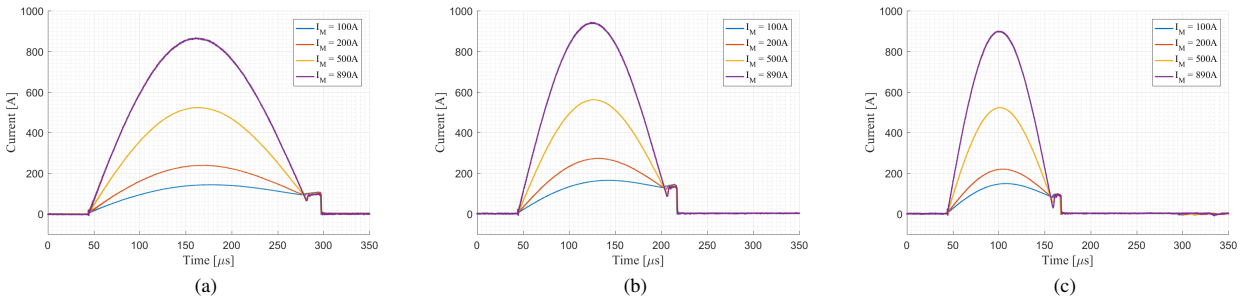 1000
800
600
400
200
0
Current [A]
I_M = 100A
I_M = 200A
I_M = 500A
I_M = 890A
0 50 100 150 200 250 300 350
Time [μs]
(a)
1000
800
600
400
200
0
Current [A]
I_M = 100A
I_M = 200A
I_M = 500A
I_M = 890A
0 50 100 150 200 250 300 350
Time [μs]
(b)
1000
800
600
400
200
0
Current [A]
I_M = 100A
I_M = 200A
I_M = 500A
I_M = 890A
0 50 100 150 200 250 300 350
Time [μs]
(c)